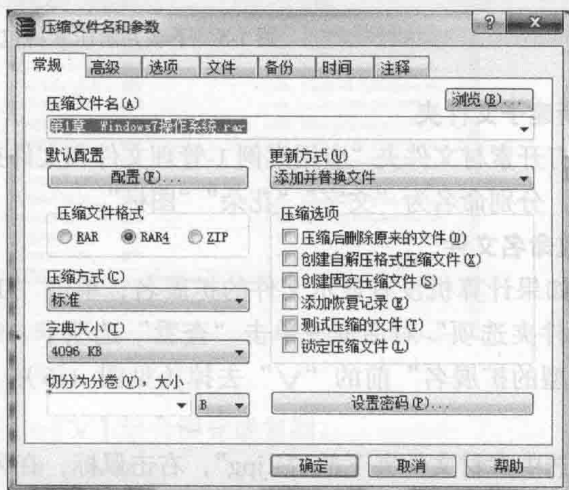 压缩文件名和参数
常规 高级 选项 文件 备份 时间 注释
压缩文件名(A)
浏览(B)...
第1章 Windows7操作系统.rar
默认配置
配置(F)...
更新方式(U)
添加并替换文件
压缩文件格式
RAR RAR4 ZIP
压缩选项
压缩后删除原来的文件(D)
创建自解压格式压缩文件(X)
创建固实压缩文件(S)
添加恢复记录(E)
测试压缩的文件(T)
锁定压缩文件(L)
压缩方式(C)
标准
字典大小(I)
4096 KB
切分为分卷(V),大小
B
设置密码(P)...
确定 取消 帮助